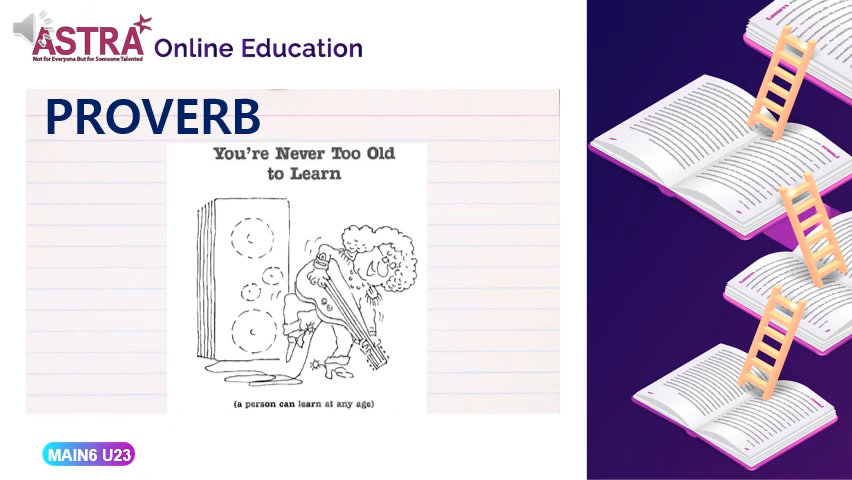 ASTRA Online Education
Not for Everyone But for Someone Talented
PROVERB
You're Never Too Old
to Learn
(a person can learn at any age)
MAIN6 U23